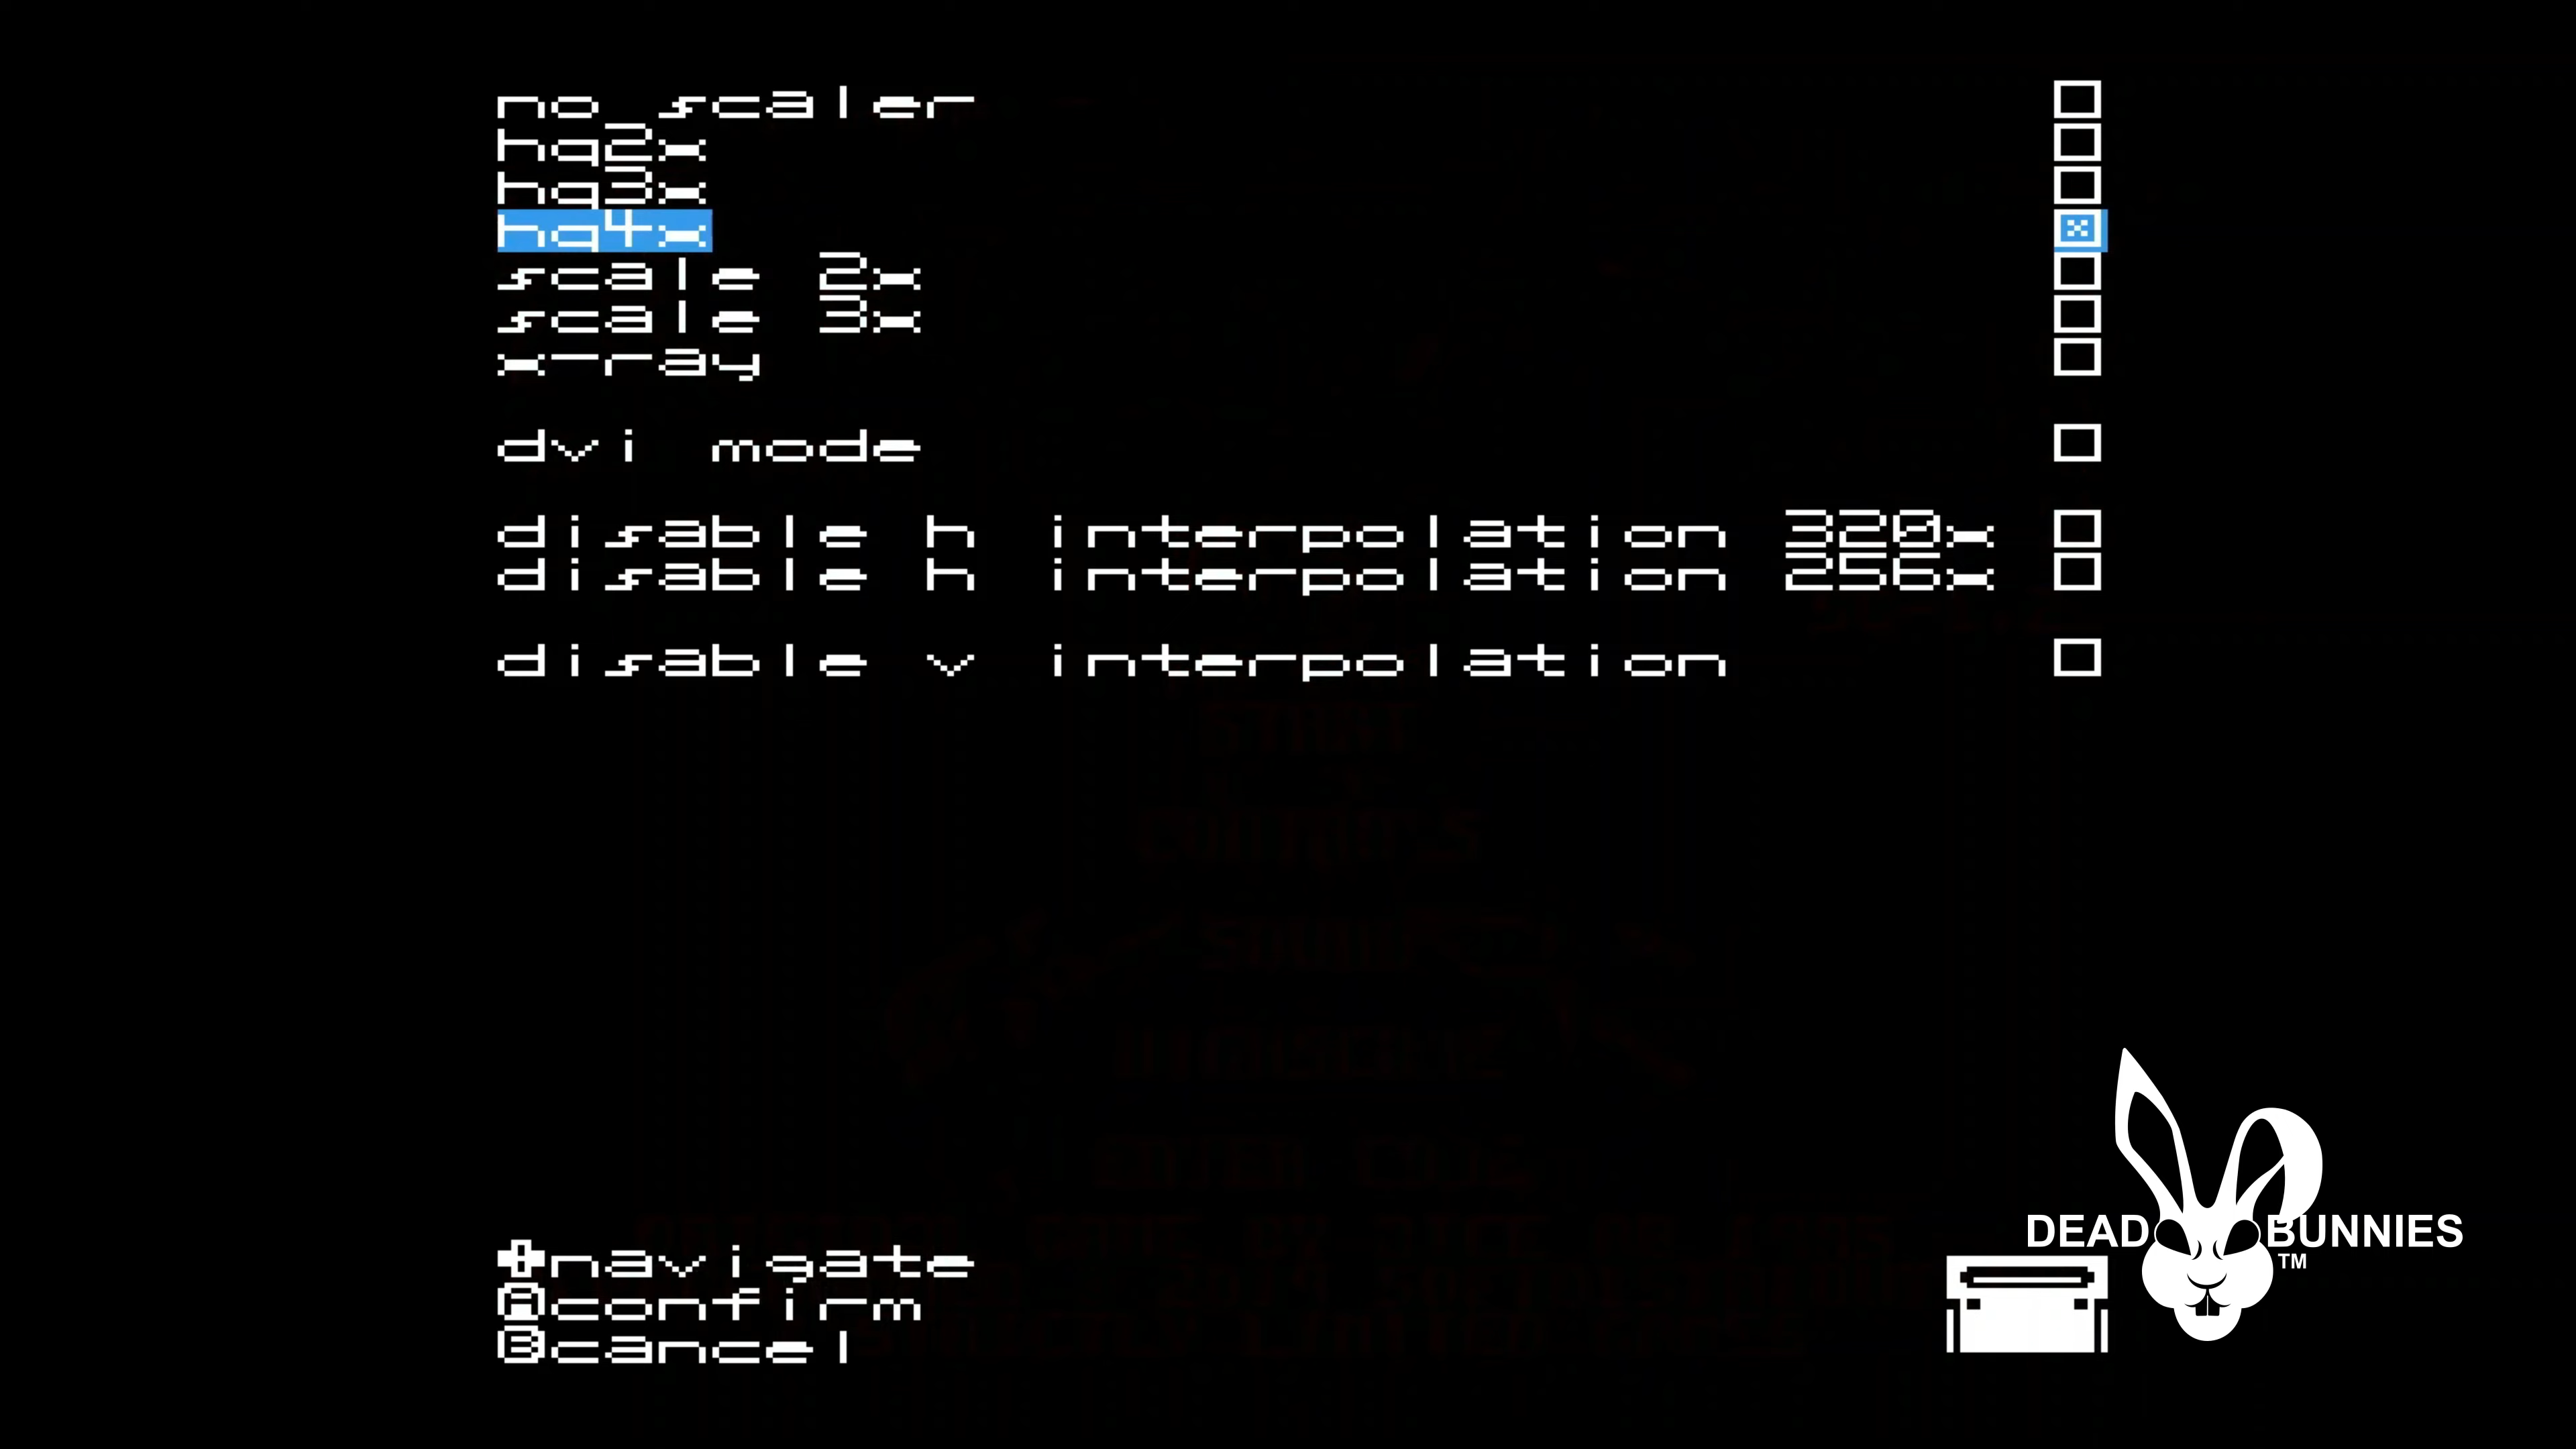 no scaler
hq2x
hq3x
hq4x
scale 2x
scale 3x
x-ray
dvi mode
disable h interpolation 320x
disable h interpolation 256x
disable v interpolation
navigate
A confirm
B cancel
DEAD BUNNIES
TM